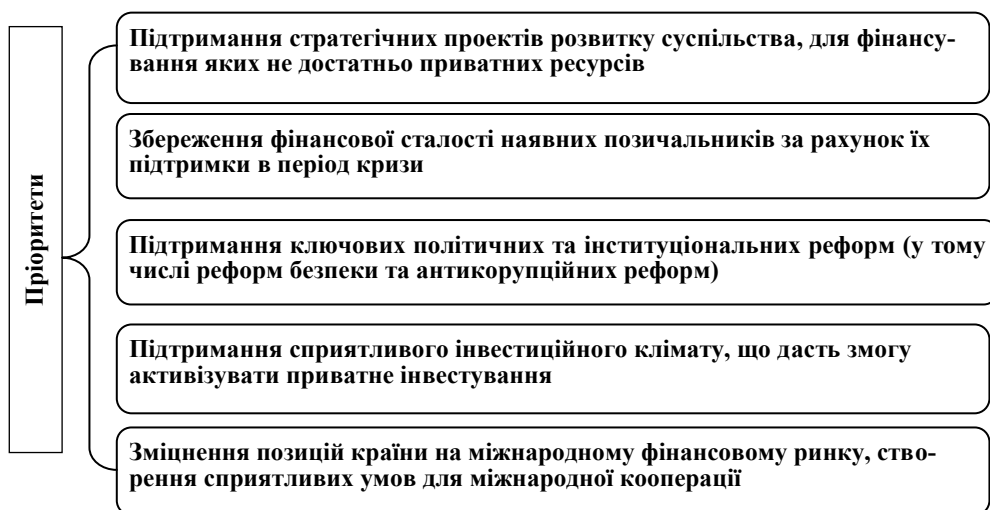 Пріоритети
Підтримання стратегічних проектів розвитку суспільства, для фінансу-
вання яких не достатньо приватних ресурсів
Збереження фінансової сталості наявних позичальників за рахунок їх
підтримки в період кризи
Підтримання ключових політичних та інституціональних реформ (у тому
числі реформ безпеки та антикорупційних реформ)
Підтримання сприятливого інвестиційного клімату, що дасть змогу
активізувати приватне інвестування
Зміцнення позицій країни на міжнародному фінансовому ринку, ство-
рення сприятливих умов для міжнародної кооперації